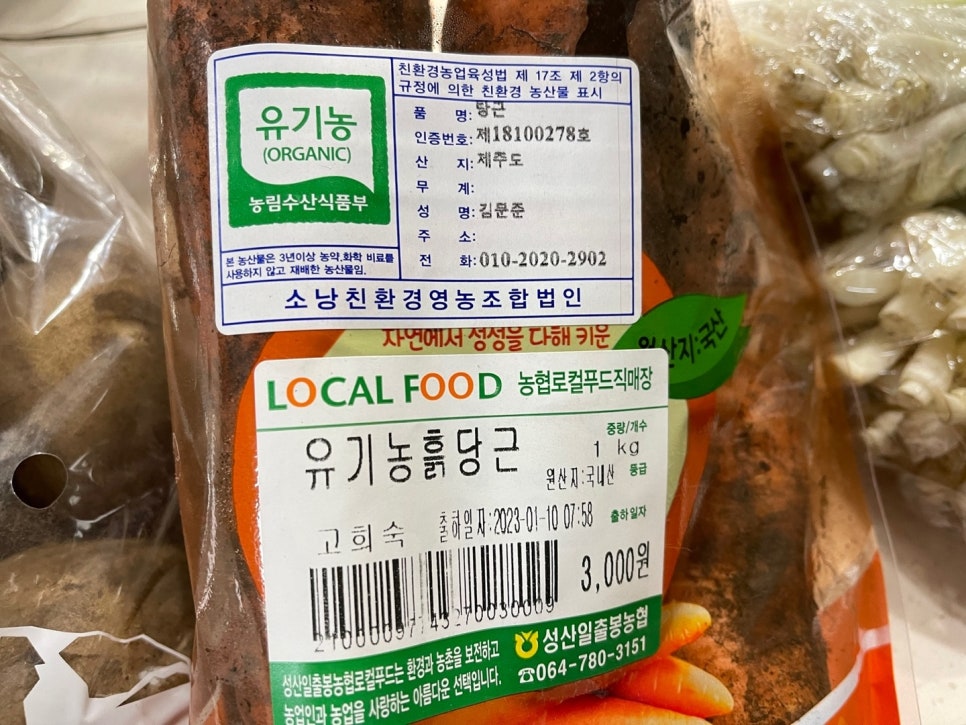 유기농
(ORGANIC)
농림수산식품부
친환경농업육성법 제 17조 제 2항의
규정에 의한 친환경 농산물 표시
품 명: 당근
인증번호: 제18100278호
산 지: 제주도
무 게:
성 명: 김문준
주 소:
전 화: 010-2020-2902
본 농산물은 3년이상 농약,화학 비료를
사용하지 않고 재배한 농산물임.
소낭친환경영농조합법인
자연에서 정성을 다해 키운
원산지:국산
LOCAL FOOD 농협로컬푸드직매장
유기농흙당근
중량/개수
1 kg
원산지:국내산 등급
고희숙 출하일자:2023-01-10 07:58 출하일자
3,000원
21000097743270030009
성산일출봉농협
☎064-780-3151
성산일출봉농협로컬푸드는 환경과 농촌을 보전하고
농업인과 농업을 사랑하는 아름다운 선택입니다.